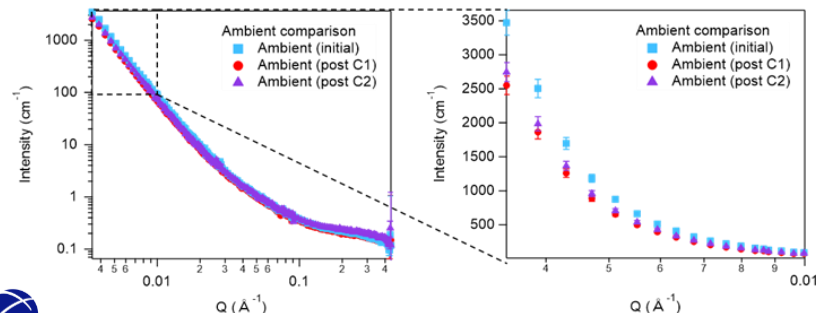 Ambient comparison
Ambient (initial)
Ambient (post C1)
Ambient (post C2)
Intensity (cm⁻¹)
1000
100
10
1
0.1
4 5 6 2 3 4 5 6 2 3 4
0.01 0.1
Q (Å⁻¹)
Ambient comparison
Ambient (initial)
Ambient (post C1)
Ambient (post C2)
Intensity (cm⁻¹)
3500
3000
2500
2000
1500
1000
500
4 5 6 7 8 9 0.01
Q (Å⁻¹)